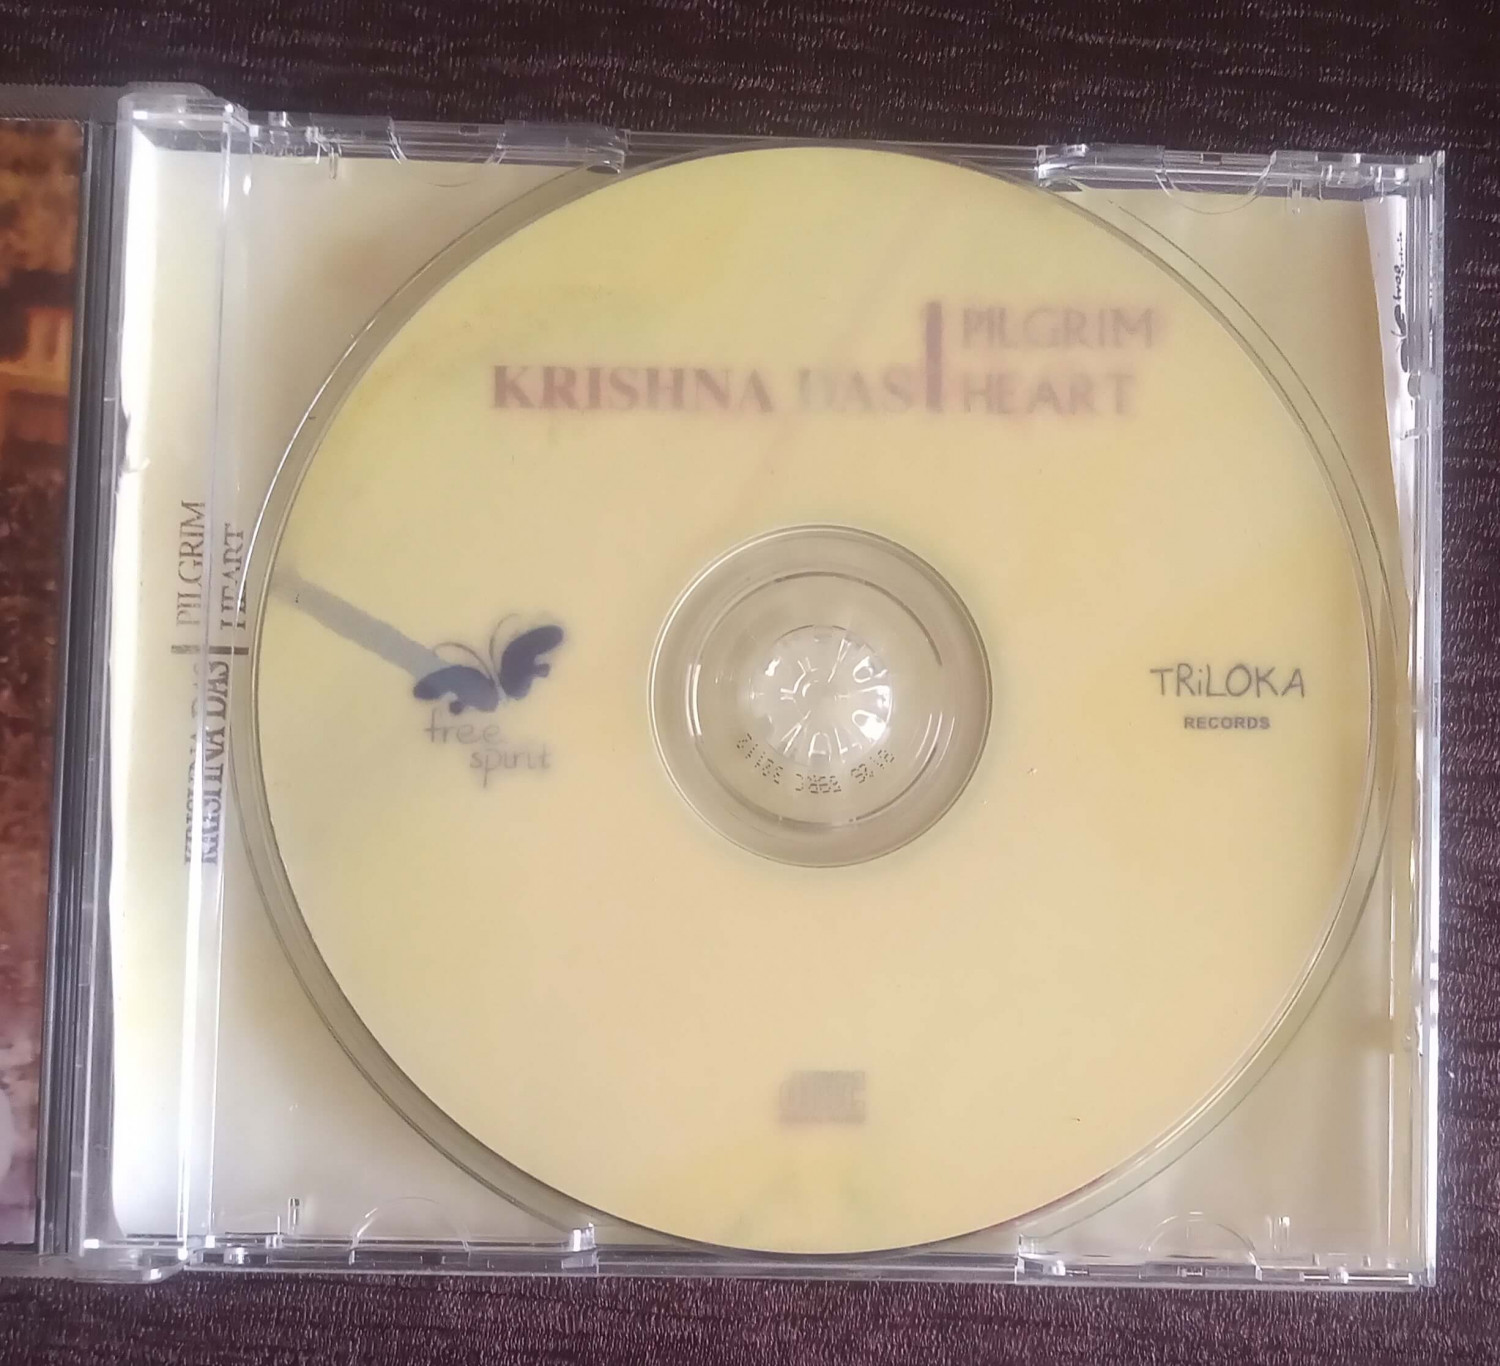 KRISHNA DAS
PILGRIM
HEART
free
spirit
TRiLOKA
RECORDS
KRISHNA DAS
PILGRIM
HEART